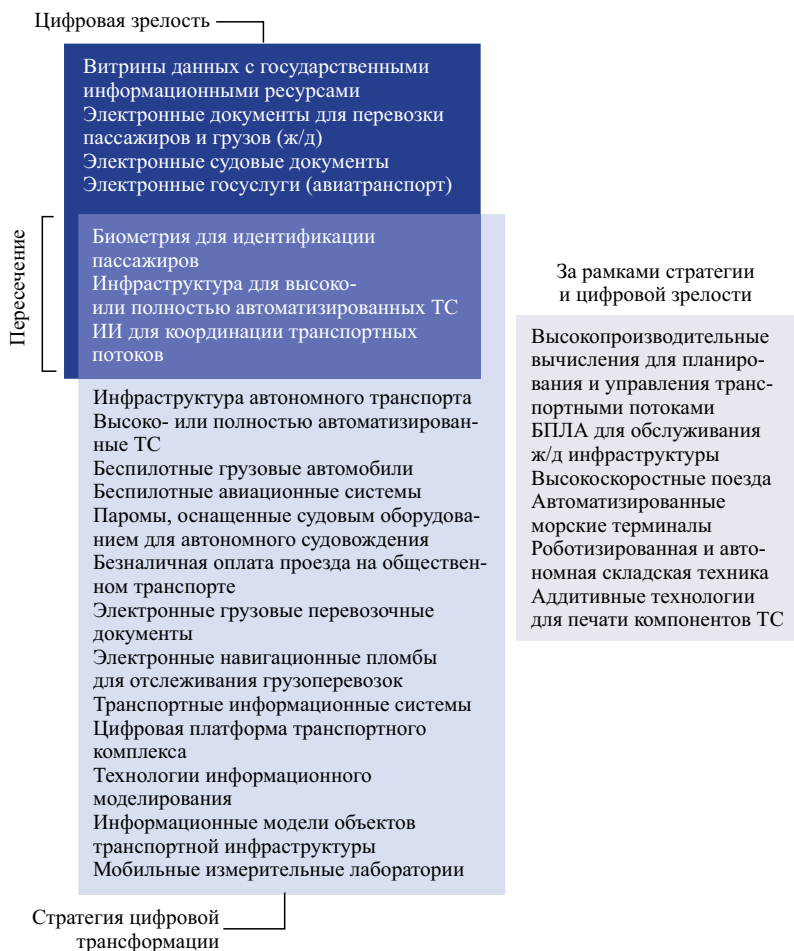 Цифровая зрелость
Витрины данных с государственными
информационными ресурсами
Электронные документы для перевозки
пассажиров и грузов (ж/д)
Электронные судовые документы
Электронные госуслуги (авиатранспорт)
Пересечение
Биометрия для идентификации
пассажиров
Инфраструктура для высоко-
или полностью автоматизированных ТС
ИИ для координации транспортных
потоков
Инфраструктура автономного транспорта
Высоко- или полностью автоматизирован-
ные ТС
Беспилотные грузовые автомобили
Беспилотные авиационные системы
Паромы, оснащенные судовым оборудова-
нием для автономного судовождения
Безналичная оплата проезда на обществен-
ном транспорте
Электронные грузовые перевозочные
документы
Электронные навигационные пломбы
для отслеживания грузоперевозок
Транспортные информационные системы
Цифровая платформа транспортного
комплекса
Технологии информационного
моделирования
Информационные модели объектов
транспортной инфраструктуры
Мобильные измерительные лаборатории
Стратегия цифровой
трансформации
За рамками стратегии
и цифровой зрелости
Высокопроизводительные
вычисления для планиро-
вания и управления транс-
портными потоками
БПЛА для обслуживания
ж/д инфраструктуры
Высокоскоростные поезда
Автоматизированные
морские терминалы
Роботизированная и авто-
номная складская техника
Аддитивные технологии
для печати компонентов ТС